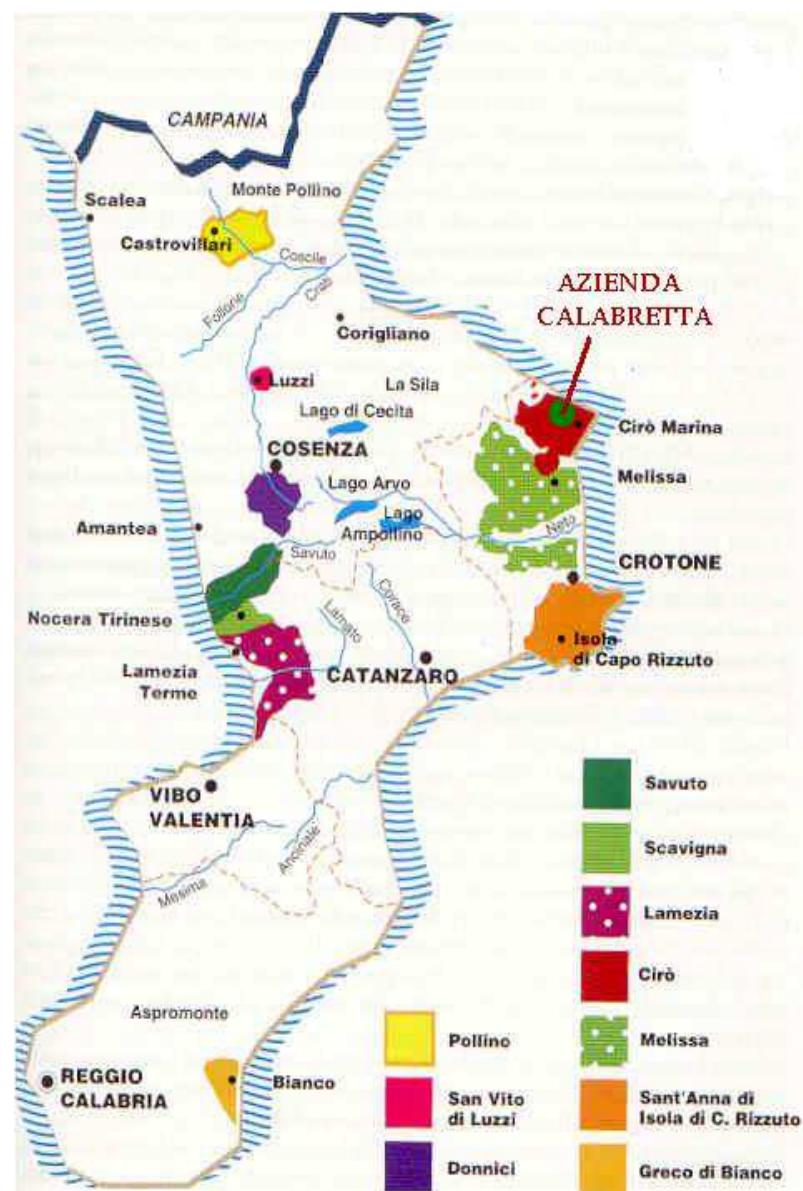 CAMPANIA
Monte Pollino
Scalea
Castrovillari
Coscile
Crati
Follone
AZIENDA
CALABRETTA
Corigliano
Luzzi
La Sila
Lago di Cecita
Cirò Marina
COSENZA
Lago Arvo
Melissa
Lago
Ampollino
Neto
Amantea
Savuto
CROTONE
Corace
Lamato
Nocera Tirinese
Isola
di Capo Rizzuto
Lamezia
Terme
CATANZARO
VIBO
VALENTIA
Ancinale
Mesima
Savuto
Scavigna
Lamezia
Cirò
Aspromonte
Pollino
Melissa
REGGIO
CALABRIA
Bianco
San Vito
di Luzzi
Sant'Anna di
Isola di C. Rizzuto
Donnici
Greco di Bianco